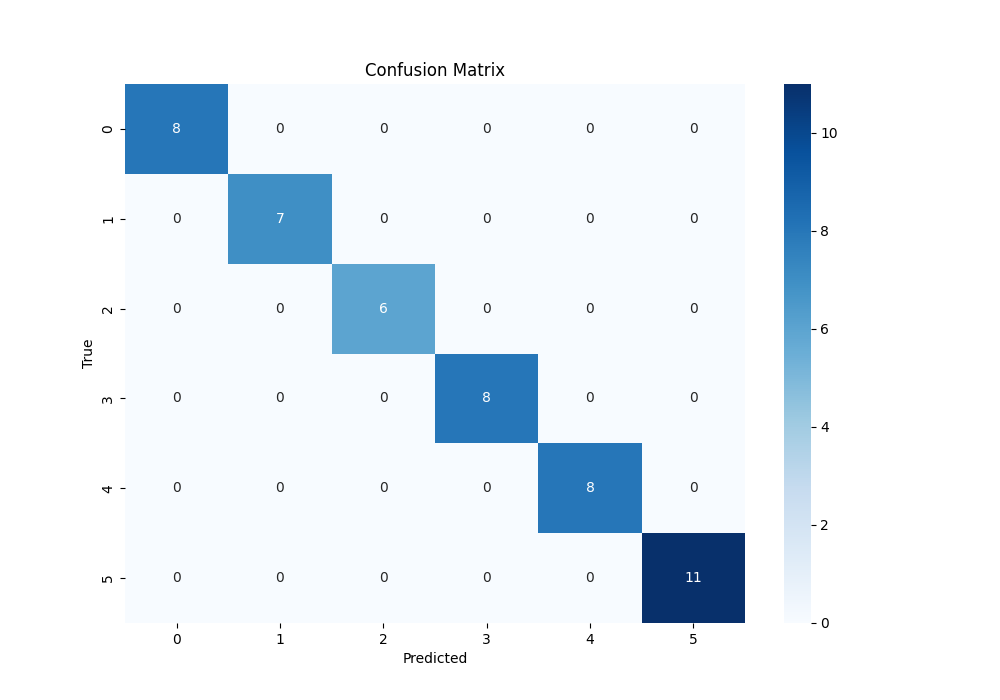 Confusion Matrix
0 8 0 0 0 0 0
1 0 7 0 0 0 0
2 0 0 6 0 0 0
3 0 0 0 8 0 0
4 0 0 0 0 8 0
5 0 0 0 0 0 11
True
0 1 2 3 4 5
Predicted
10
8
6
4
2
0